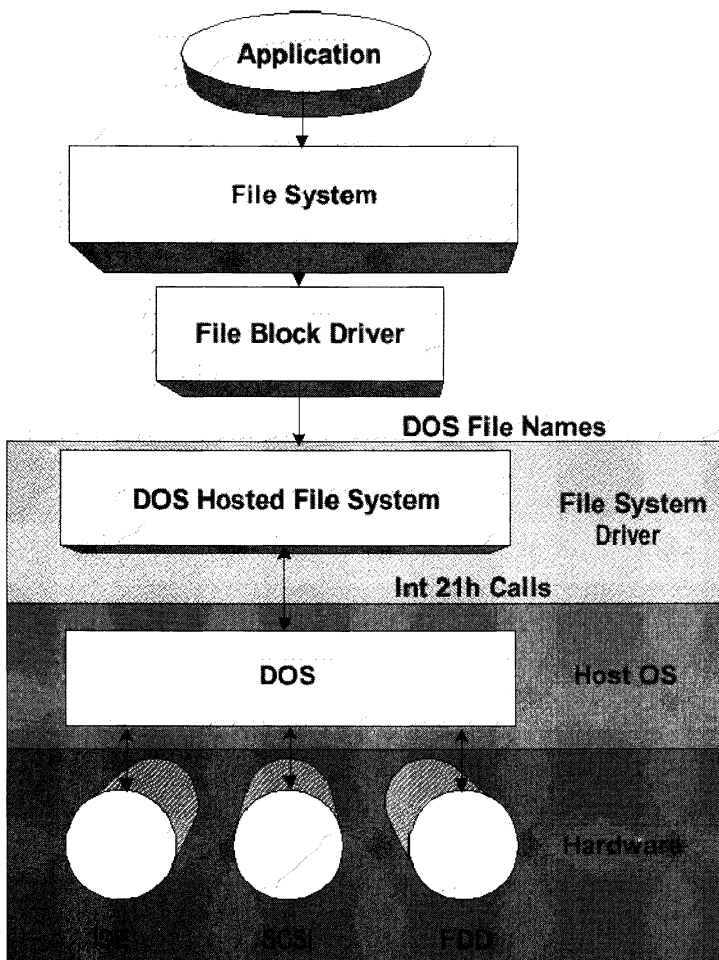 Application
File System
File Block Driver
DOS File Names
DOS Hosted File System
File System
Driver
Int 21h Calls
DOS
Host OS
Hardware
IDE
SCSI
FDD